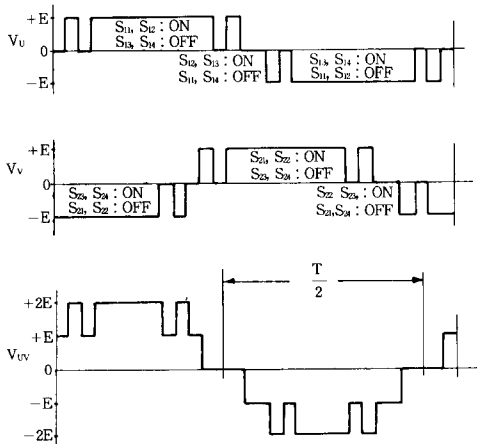 +E
V_U
0
−E
S₁₁, S₁₂ : ON
S₁₃, S₁₄ : OFF
S₁₂, S₁₃ : ON
S₁₁, S₁₄ : OFF
S₁₃, S₁₄ : ON
S₁₁, S₁₂ : OFF
+E
V_V
0
−E
S₂₃, S₂₄ : ON
S₂₁, S₂₂ : OFF
S₂₁, S₂₂ : ON
S₂₃, S₂₄ : OFF
S₂₂ S₂₃, : ON
S₂₁, S₂₄ : OFF
+2E
+E
V_UV
0
−E
−2E
T
2